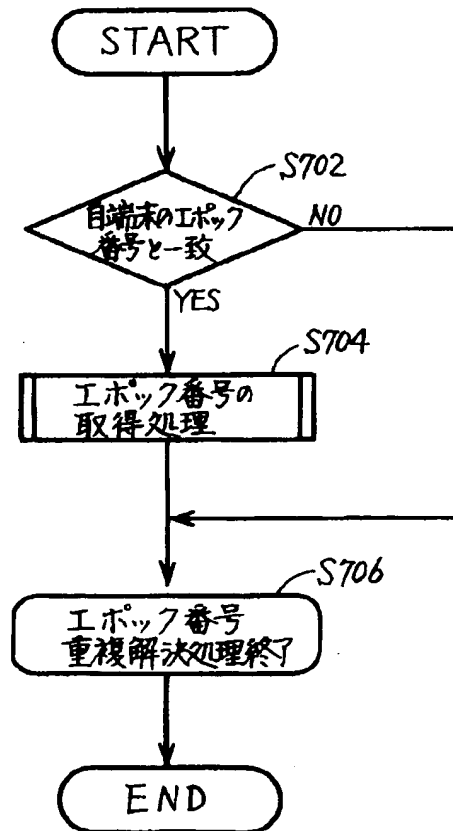 START
S702
自端末のエポック
番号と一致
NO
YES
S704
エポック番号の
取得処理
S706
エポック番号
重複解決処理終了
END